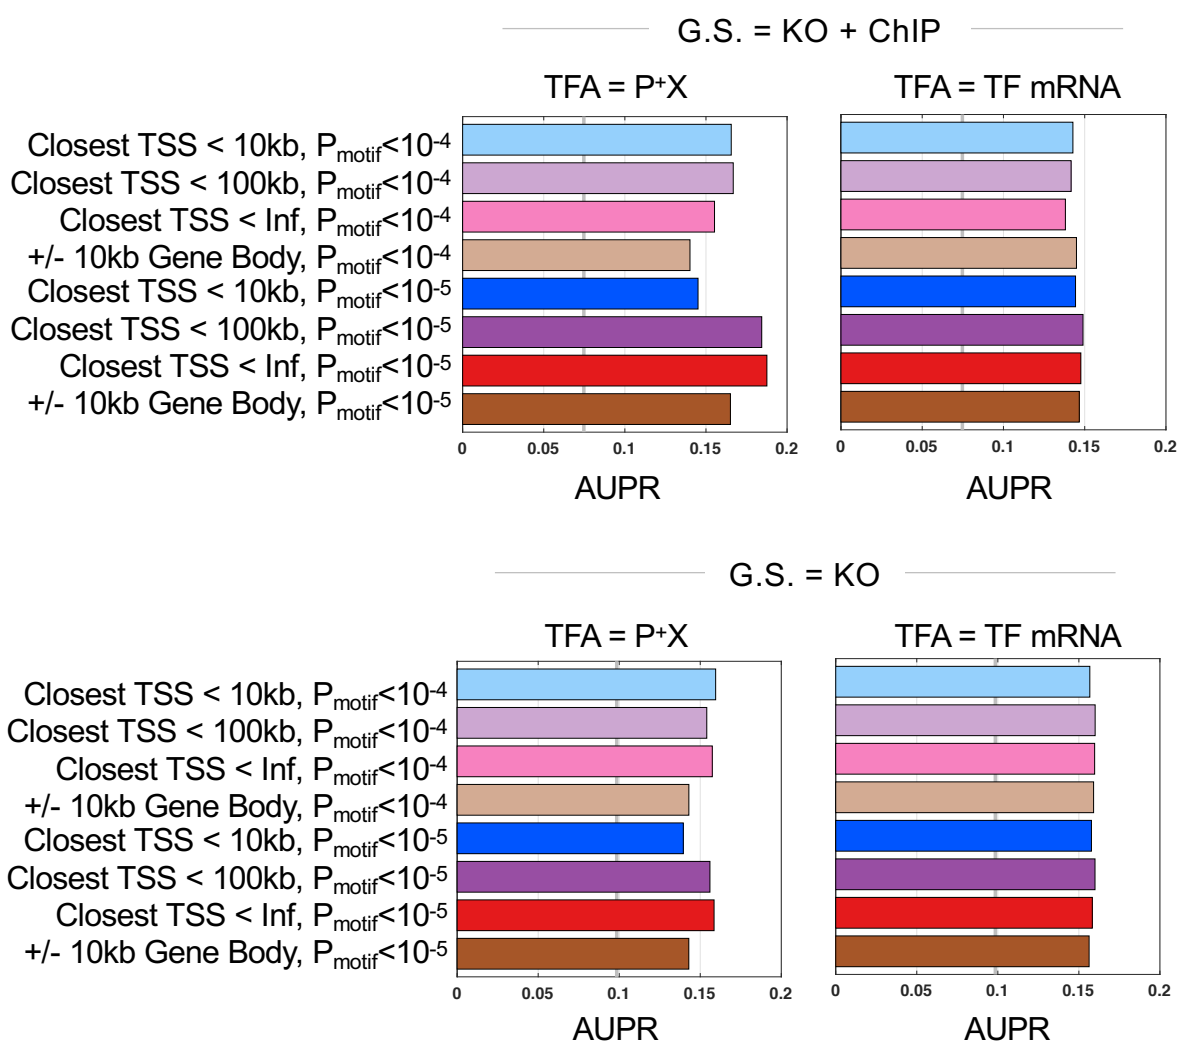 G.S. = KO + ChIP
TFA = P⁺X
TFA = TF mRNA
Closest TSS < 10kb, Pmotif<10⁻⁴
Closest TSS < 100kb, Pmotif<10⁻⁴
Closest TSS < Inf, Pmotif<10⁻⁴
+/- 10kb Gene Body, Pmotif<10⁻⁴
Closest TSS < 10kb, Pmotif<10⁻⁵
Closest TSS < 100kb, Pmotif<10⁻⁵
Closest TSS < Inf, Pmotif<10⁻⁵
+/- 10kb Gene Body, Pmotif<10⁻⁵
0 0.05 0.1 0.15 0.2
0 0.05 0.1 0.15 0.2
AUPR
AUPR
G.S. = KO
TFA = P⁺X
TFA = TF mRNA
Closest TSS < 10kb, Pmotif<10⁻⁴
Closest TSS < 100kb, Pmotif<10⁻⁴
Closest TSS < Inf, Pmotif<10⁻⁴
+/- 10kb Gene Body, Pmotif<10⁻⁴
Closest TSS < 10kb, Pmotif<10⁻⁵
Closest TSS < 100kb, Pmotif<10⁻⁵
Closest TSS < Inf, Pmotif<10⁻⁵
+/- 10kb Gene Body, Pmotif<10⁻⁵
0 0.05 0.1 0.15 0.2
0 0.05 0.1 0.15 0.2
AUPR
AUPR